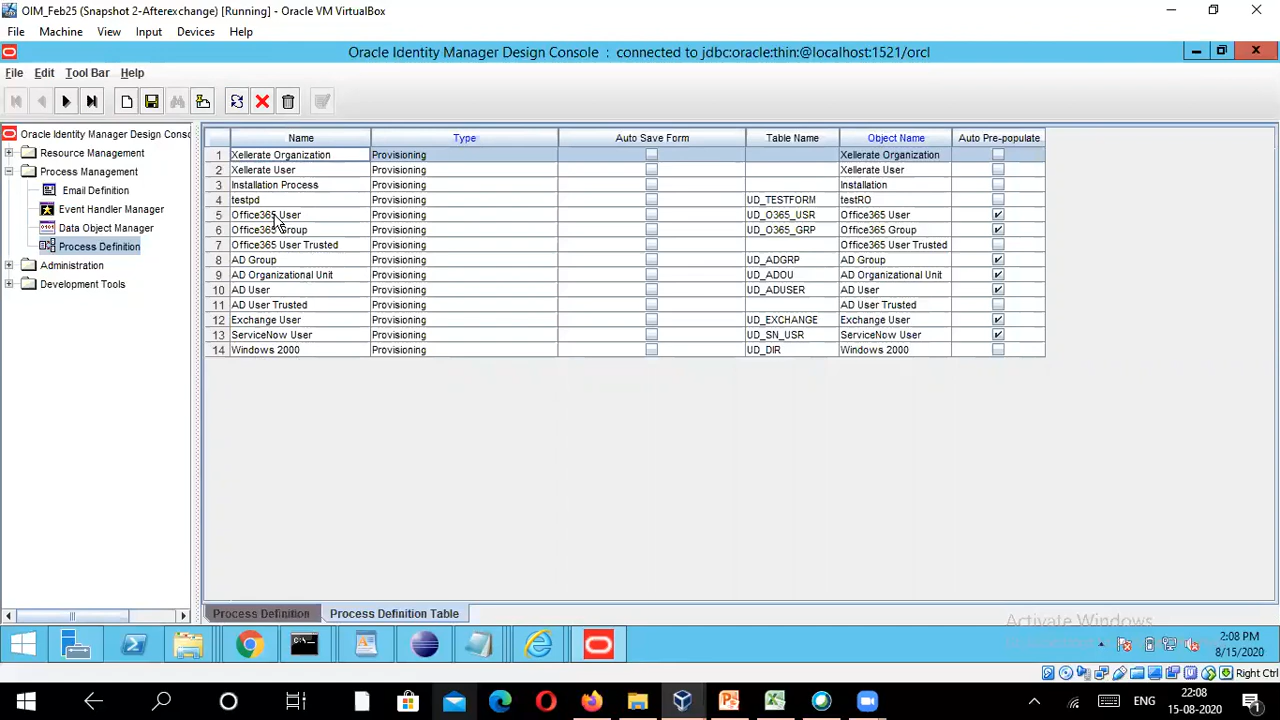 OIM_Feb25 (Snapshot 2-Afterexchange) [Running] - Oracle VM VirtualBox
File Machine View Input Devices Help
Oracle Identity Manager Design Console : connected to jdbc:oracle:thin:@localhost:1521/orcl
File Edit Tool Bar Help
Oracle Identity Manager Design Conso
Resource Management
Process Management
Email Definition
Event Handler Manager
Data Object Manager
Process Definition
Administration
Development Tools
Name Type Auto Save Form Table Name Object Name Auto Pre-populate
1 Xellerate Organization Provisioning Xellerate Organization
2 Xellerate User Provisioning Xellerate User
3 Installation Process Provisioning Installation
4 testpd Provisioning UD_TESTFORM testRO
5 Office365 User Provisioning UD_O365_USR Office365 User
6 Office365 Group Provisioning UD_O365_GRP Office365 Group
7 Office365 User Trusted Provisioning Office365 User Trusted
8 AD Group Provisioning UD_ADGRP AD Group
9 AD Organizational Unit Provisioning UD_ADOU AD Organizational Unit
10 AD User Provisioning UD_ADUSER AD User
11 AD User Trusted Provisioning AD User Trusted
12 Exchange User Provisioning UD_EXCHANGE Exchange User
13 ServiceNow User Provisioning UD_SN_USR ServiceNow User
14 Windows 2000 Provisioning UD_DIR Windows 2000
Process Definition Process Definition Table
Activate Windows
2:08 PM
8/15/2020
Right Ctrl
ENG
22:08
15-08-2020